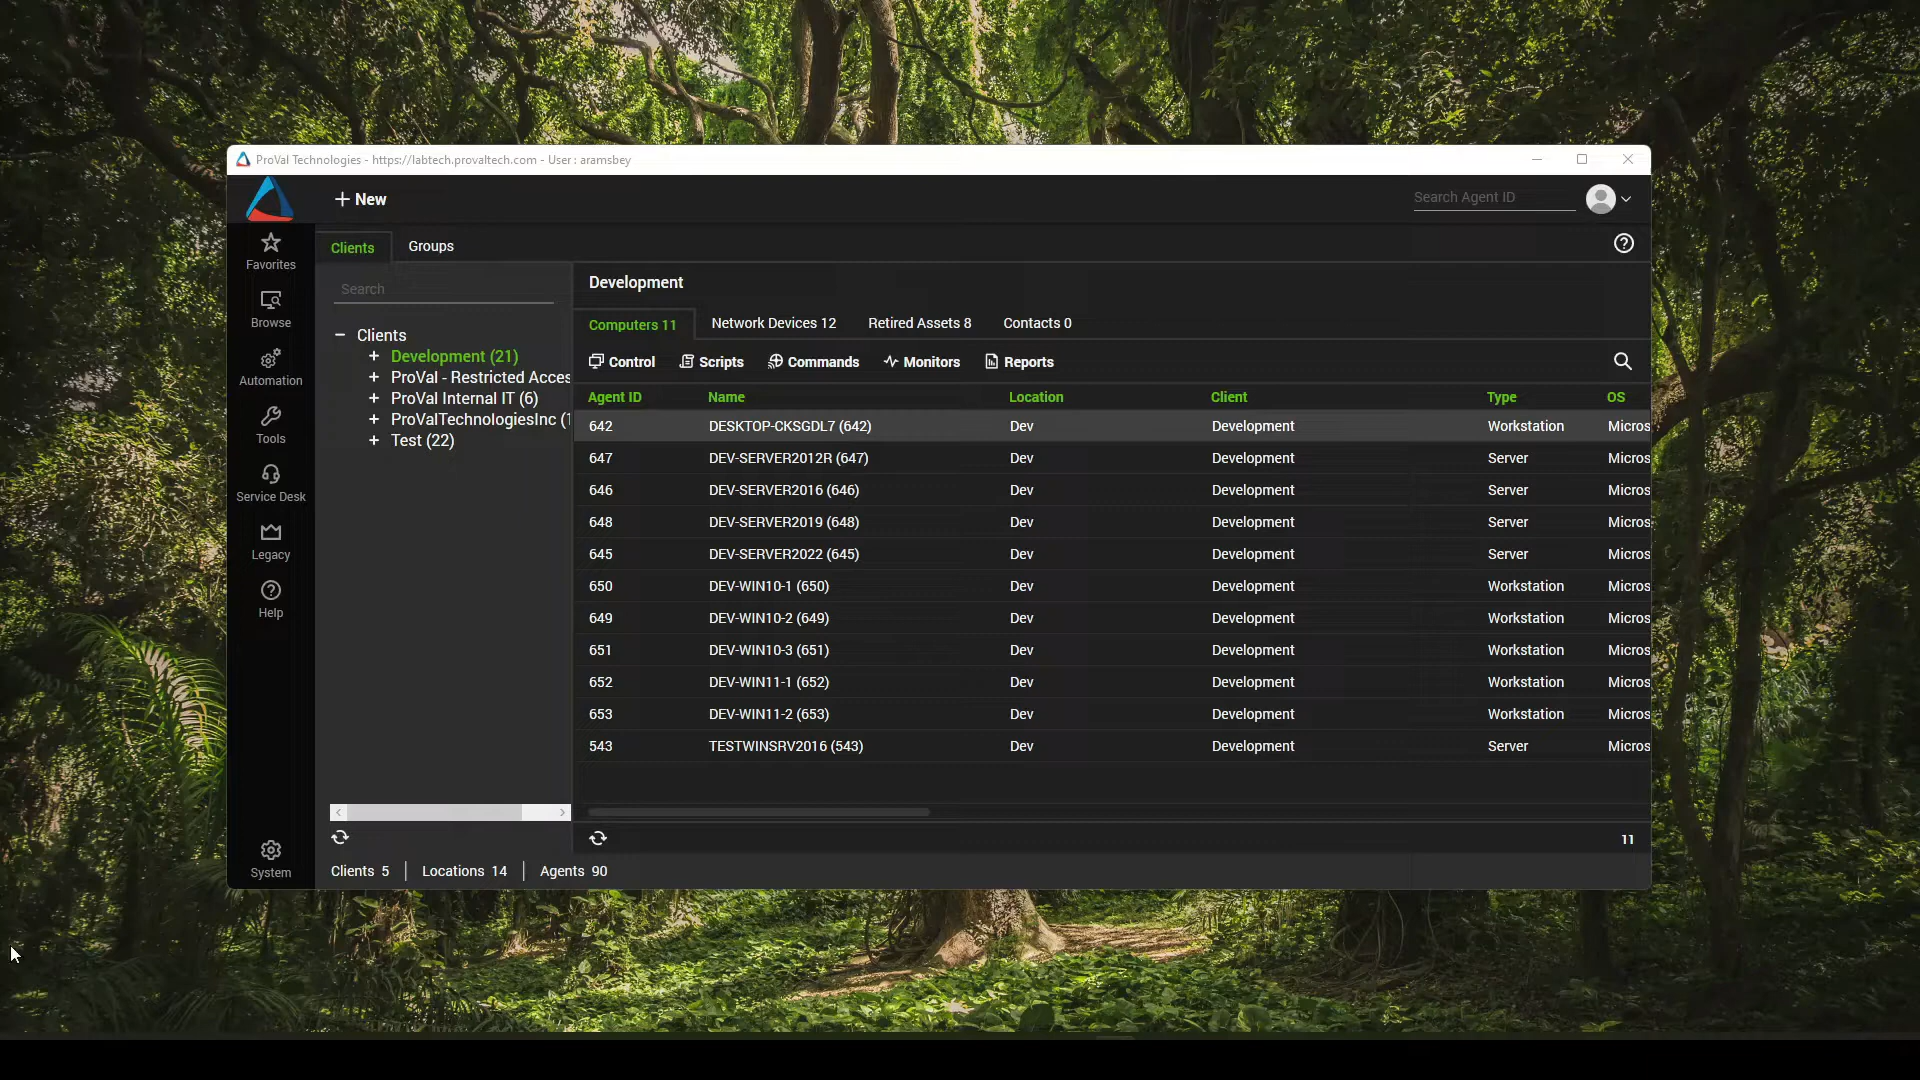 ProVal Technologies - https://labtech.provaltech.com - User : aramsbey
New
Search Agent ID
Favorites
Browse
Automation
Tools
Service Desk
Legacy
Help
System
Clients Groups
Search
Clients
Development (21)
ProVal - Restricted Acces
ProVal Internal IT (6)
ProValTechnologiesInc (1
Test (22)
Development
Computers 11 Network Devices 12 Retired Assets 8 Contacts 0
Control Scripts Commands Monitors Reports
Agent ID Name Location Client Type OS
642 DESKTOP-CKSGDL7 (642) Dev Development Workstation Micros
647 DEV-SERVER2012R (647) Dev Development Server Micros
646 DEV-SERVER2016 (646) Dev Development Server Micros
648 DEV-SERVER2019 (648) Dev Development Server Micros
645 DEV-SERVER2022 (645) Dev Development Server Micros
650 DEV-WIN10-1 (650) Dev Development Workstation Micros
649 DEV-WIN10-2 (649) Dev Development Workstation Micros
651 DEV-WIN10-3 (651) Dev Development Workstation Micros
652 DEV-WIN11-1 (652) Dev Development Workstation Micros
653 DEV-WIN11-2 (653) Dev Development Workstation Micros
543 TESTWINSRV2016 (543) Dev Development Server Micros
11
Clients 5 Locations 14 Agents 90